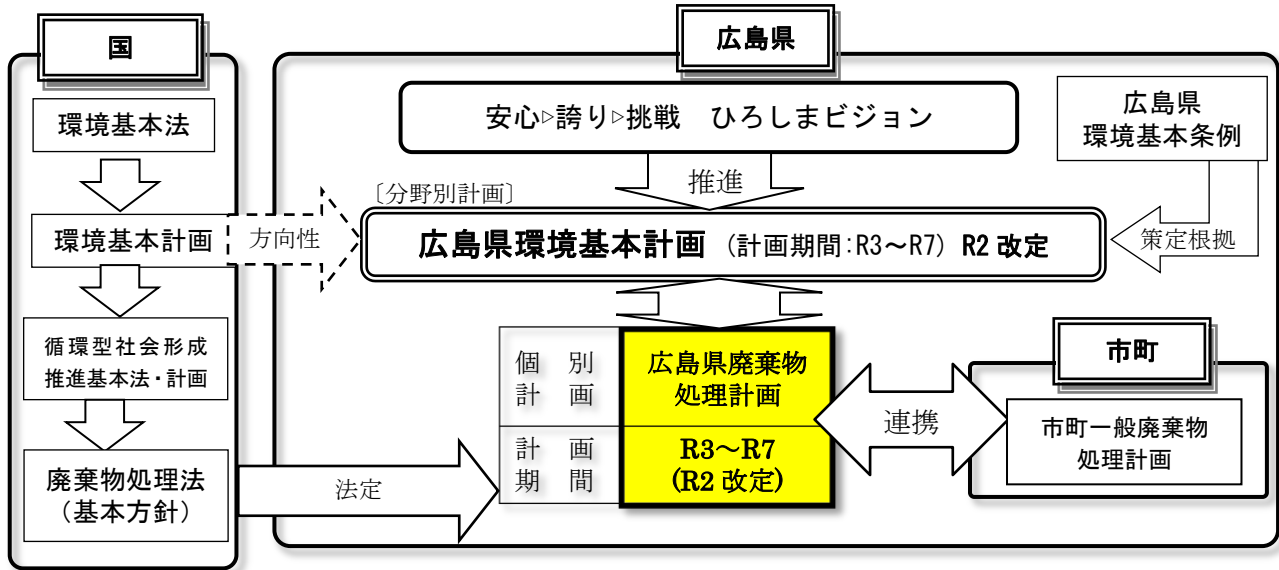 国
環境基本法
環境基本計画
循環型社会形成
推進基本法・計画
廃棄物処理法
（基本方針）
広島県
安心▷誇り▷挑戦　ひろしまビジョン
広島県
環境基本条例
推進
〔分野別計画〕
方向性
広島県環境基本計画（計画期間：R3～R7）R2 改定
策定根拠
個　別
計　画
広島県廃棄物
処理計画
計　画
期　間
R3～R7
(R2 改定)
法定
連携
市町
市町一般廃棄物
処理計画